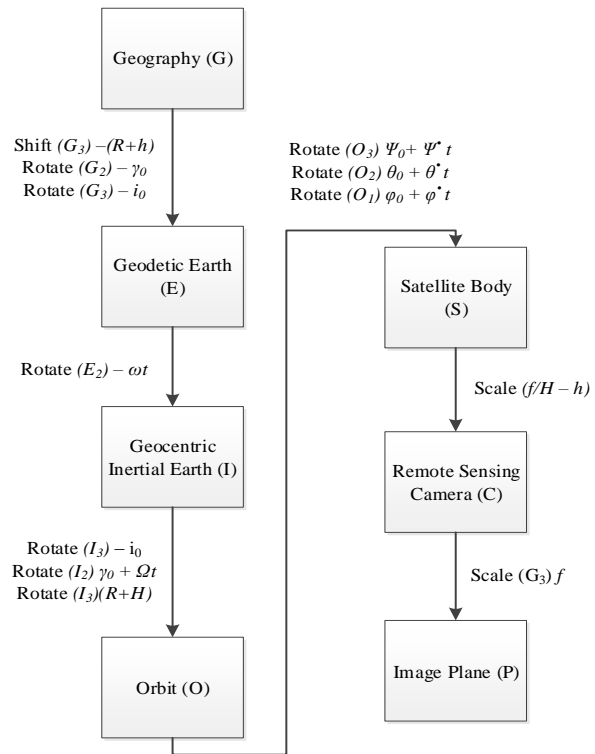 Geography (G)
Shift (G₃) –(R+h)
Rotate (G₂) – γ₀
Rotate (G₃) – i₀
Geodetic Earth
(E)
Rotate (E₂) – ωt
Geocentric
Inertial Earth (I)
Rotate (I₃) – i₀
Rotate (I₂) γ₀ + Ωt
Rotate (I₃)(R+H)
Orbit (O)
Rotate (O₃) Ψ₀+ Ψ• t
Rotate (O₂) θ₀ + θ• t
Rotate (O₁) φ₀ + φ• t
Satellite Body
(S)
Scale (f/H – h)
Remote Sensing
Camera (C)
Scale (G₃) f
Image Plane (P)